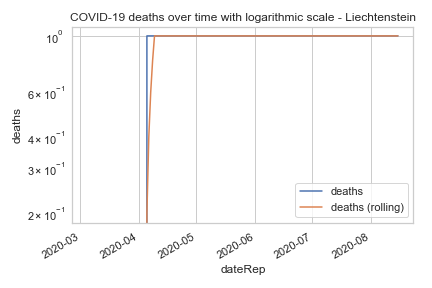 COVID-19 deaths over time with logarithmic scale - Liechtenstein
10⁰
6 × 10⁻¹
4 × 10⁻¹
3 × 10⁻¹
2 × 10⁻¹
deaths
deaths
deaths (rolling)
2020-03
2020-04
2020-05
2020-06
2020-07
2020-08
dateRep